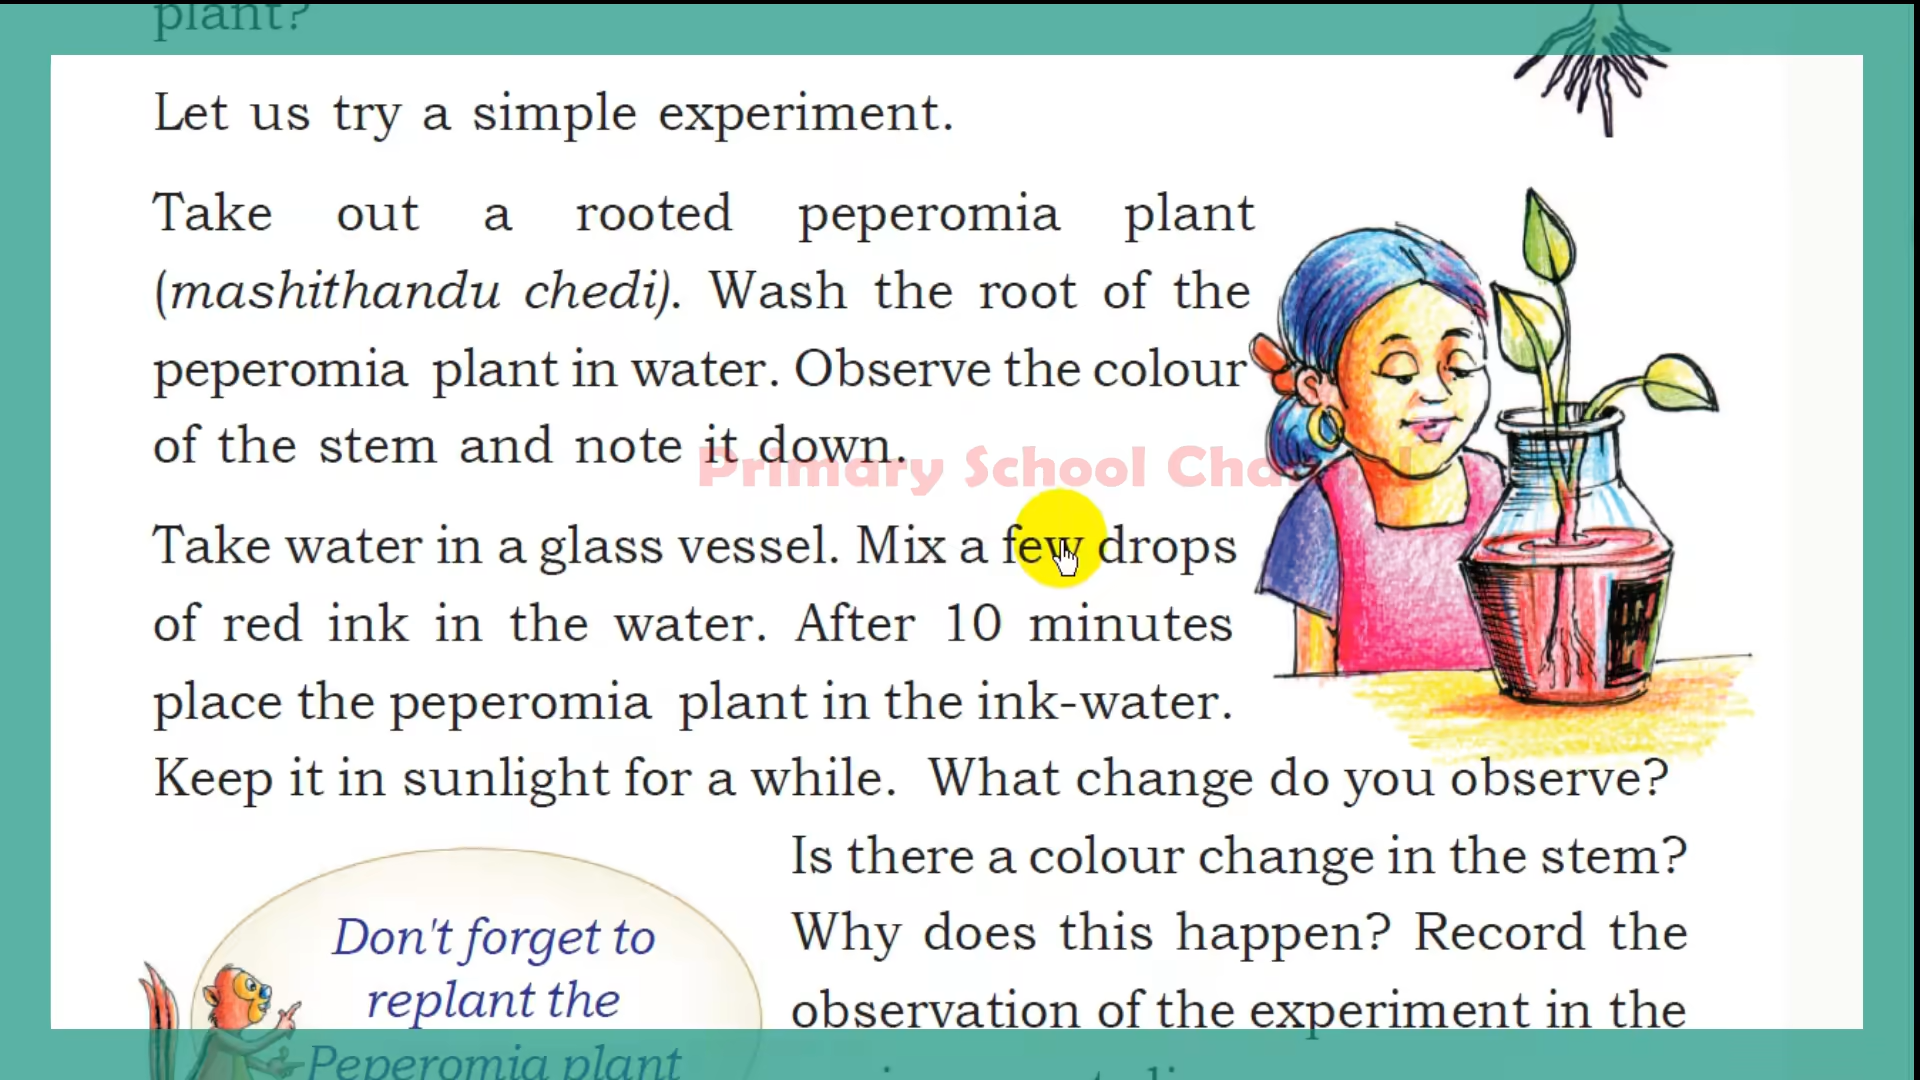 plant?
Let us try a simple experiment.
Take out a rooted peperomia plant
(mashithandu chedi). Wash the root of the
peperomia plant in water. Observe the colour
of the stem and note it down.
Primary School
Take water in a glass vessel. Mix a few drops
of red ink in the water. After 10 minutes
place the peperomia plant in the ink-water.
Keep it in sunlight for a while. What change do you observe?
Is there a colour change in the stem?
Why does this happen? Record the
observation of the experiment in the
Don't forget to
replant the
Peperomia plant